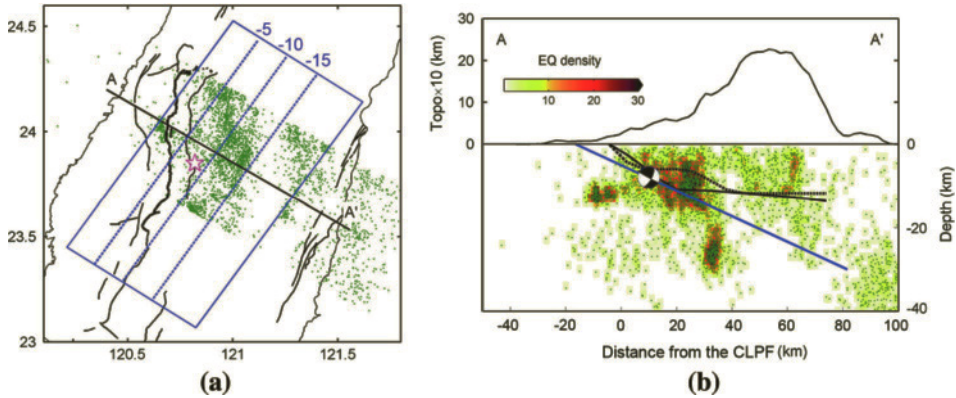 (a)
24.5
24
23.5
23
120.5
121
121.5
-5
-10
-15
A
A'
(a)
(b)
30
20
10
0
Topo×10 (km)
A
A'
EQ density
0
10
20
30
0
-20
-40
Depth (km)
-40
-20
0
20
40
60
80
100
Distance from the CLPF (km)
(b)